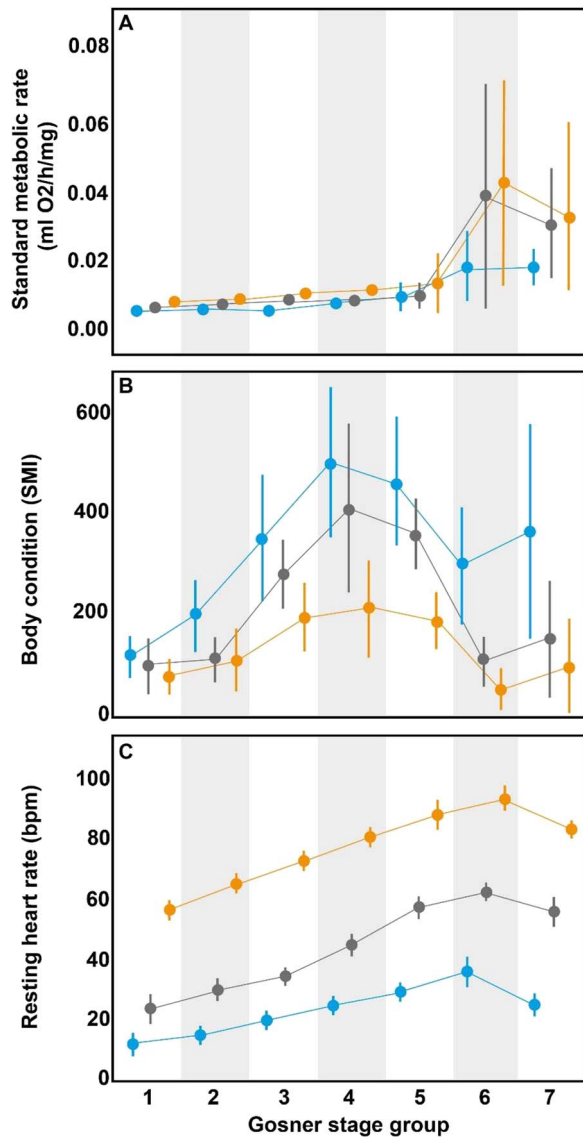 A
0.08
0.06
0.04
0.02
0.00
Standard metabolic rate
(ml O2/h/mg)
B
600
400
200
0
Body condition (SMI)
C
100
80
60
40
20
0
Resting heart rate (bpm)
1 2 3 4 5 6 7
Gosner stage group